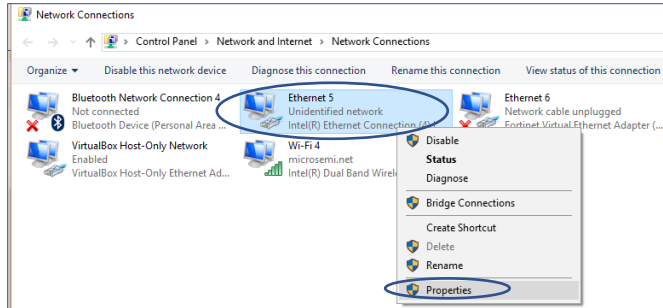 Network Connections
Control Panel > Network and Internet > Network Connections
Organize Disable this network device Diagnose this connection Rename this connection View status of this connection
Bluetooth Network Connection 4
Not connected
Bluetooth Device (Personal Area ...
Ethernet 5
Unidentified network
Intel(R) Ethernet Connection (4)
Ethernet 6
Network cable unplugged
Fortinet Virtual Ethernet Adapter (...
VirtualBox Host-Only Network
Enabled
VirtualBox Host-Only Ethernet Ad...
Wi-Fi 4
microsemi.net
Intel(R) Dual Band
Disable
Status
Diagnose
Bridge Connections
Create Shortcut
Delete
Rename
Properties